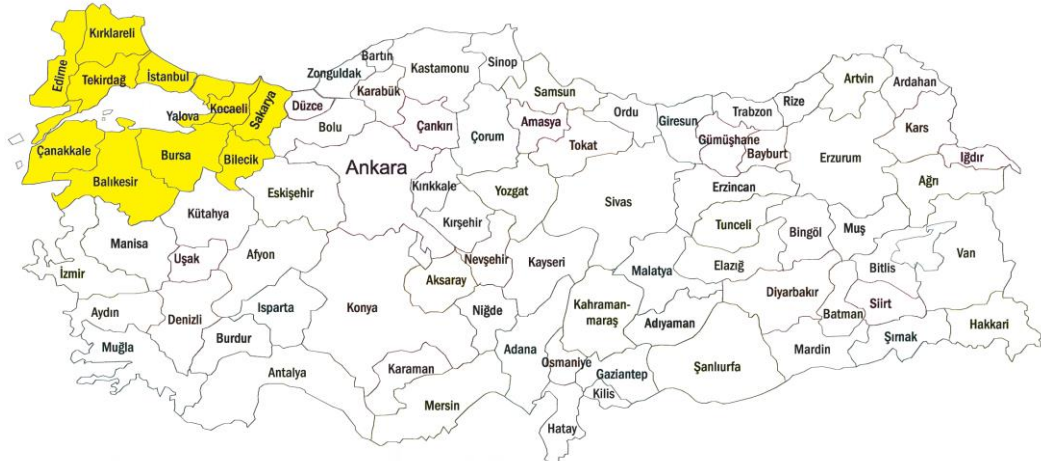 Kırklareli
Edirne
Tekirdağ
İstanbul
Kocaeli
Yalova
Sakarya
Çanakkale
Bursa
Bilecik
Balıkesir
Bartın
Zonguldak
Karabük
Kastamonu
Sinop
Samsun
Düzce
Bolu
Çankırı
Çorum
Amasya
Tokat
Ordu
Giresun
Trabzon
Rize
Artvin
Ardahan
Gümüşhane
Bayburt
Erzurum
Kars
Iğdır
Ağrı
Ankara
Eskişehir
Kırıkkale
Yozgat
Sivas
Erzincan
Tunceli
Bingöl
Muş
Kütahya
Kırşehir
Nevşehir
Kayseri
Malatya
Elazığ
Bitlis
Van
Manisa
Uşak
Afyon
İzmir
Aksaray
Konya
Niğde
Kahraman-
maraş
Adıyaman
Diyarbakır
Batman
Siirt
Hakkari
Aydın
Denizli
Isparta
Burdur
Muğla
Antalya
Karaman
Mersin
Adana
Osmaniye
Gaziantep
Kilis
Şanlıurfa
Mardin
Şırnak
Hatay